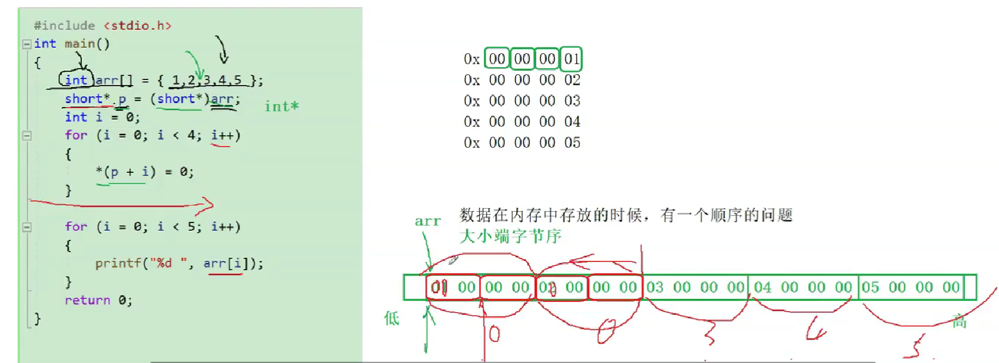 #include <stdio.h>
int main()
{
int arr[] = { 1,2,3,4,5 };
short* p = (short*)arr;
int*
int i = 0;
for (i = 0; i < 4; i++)
{
*(p + i) = 0;
}
for (i = 0; i < 5; i++)
{
printf("%d ", arr[i]);
}
return 0;
}
0x 00 00 00 01
0x 00 00 00 02
0x 00 00 00 03
0x 00 00 00 04
0x 00 00 00 05
数据在内存中存放的时候，有一个顺序的问题
arr
大小端字节序
01 00 00 00 02 00 00 00 03 00 00 00 04 00 00 00 05 00 00 00
低
高
0 0 3 4 5